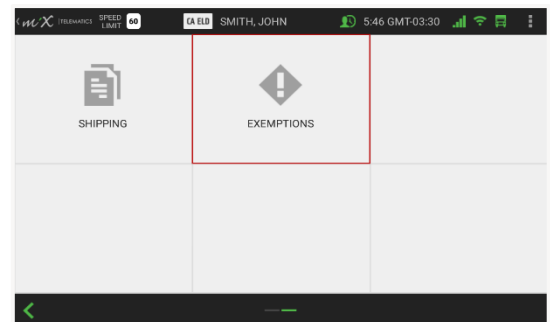 miX TELEMATICS SPEED LIMIT 60 CA ELD SMITH, JOHN 5:46 GMT-03:30
SHIPPING EXEMPTIONS